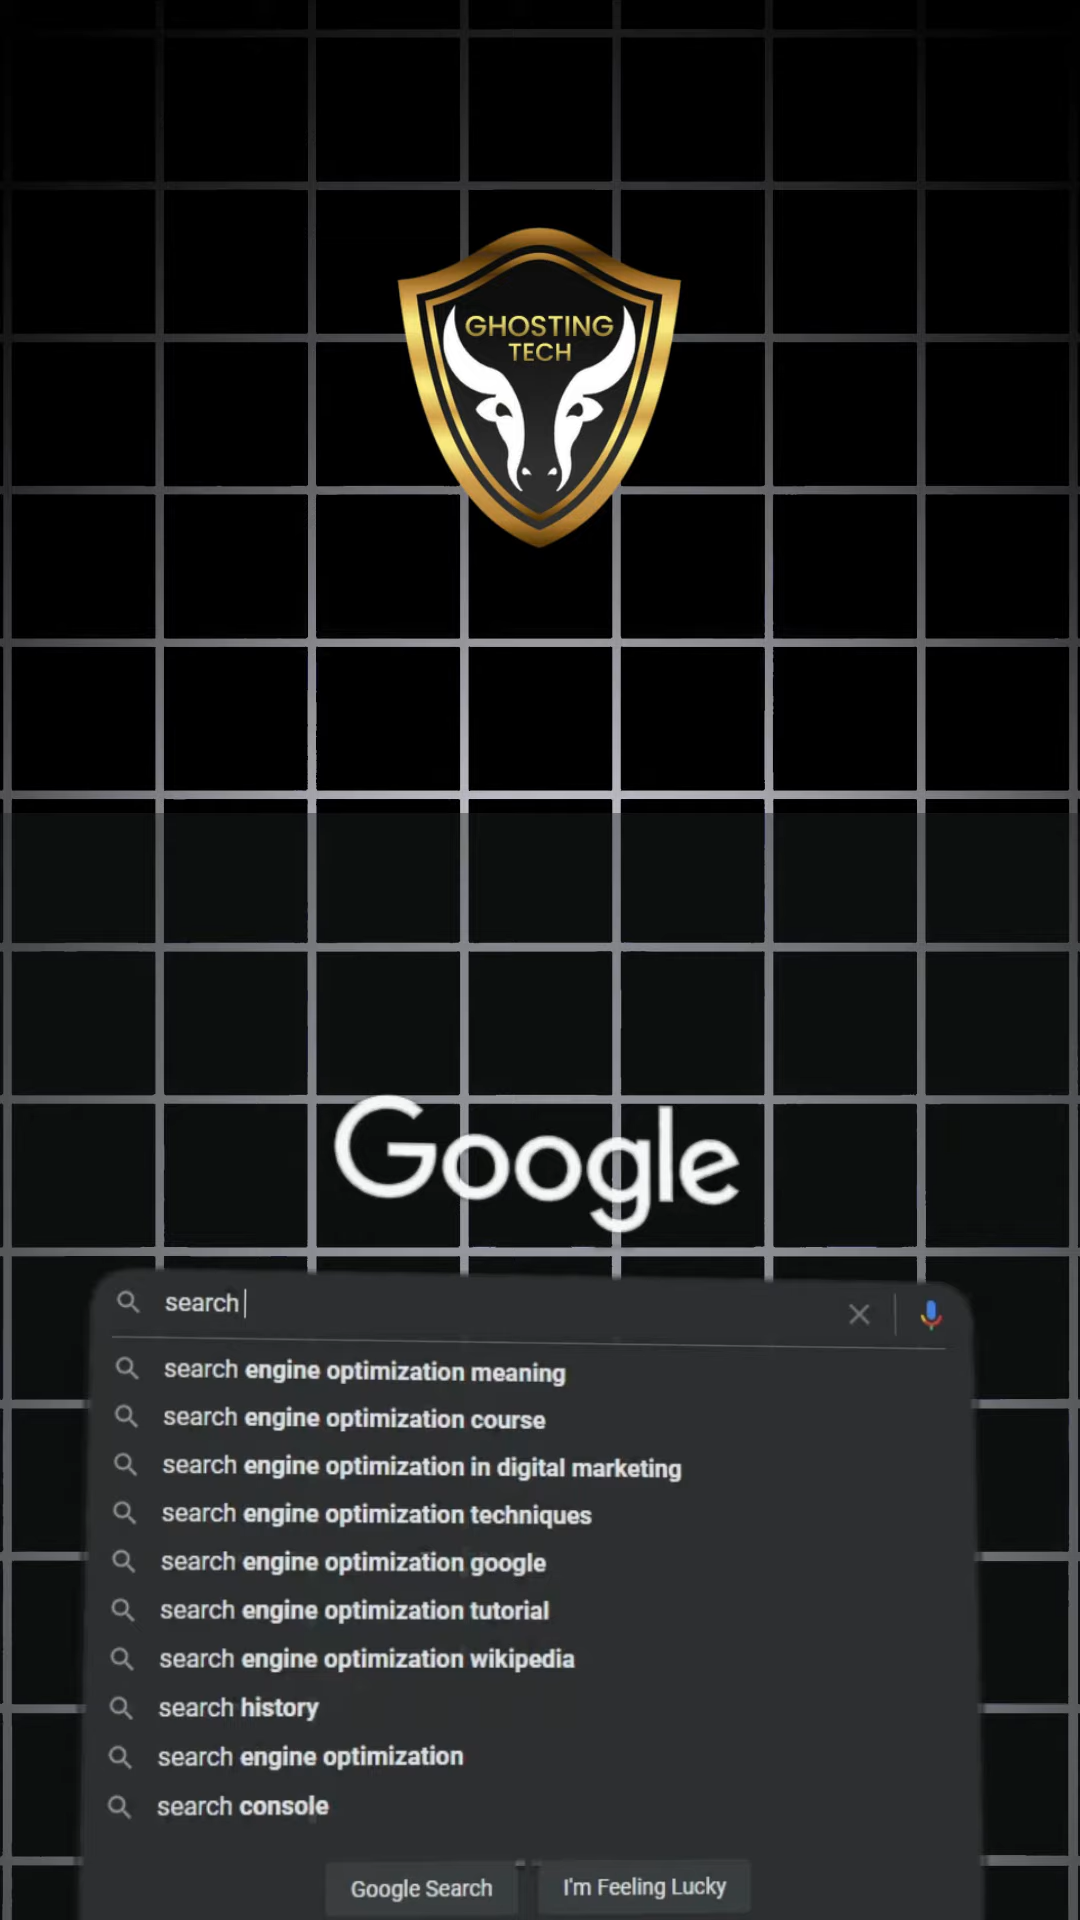 GHOSTING
TECH
Google
search
search engine optimization meaning
search engine optimization course
search engine optimization in digital marketing
search engine optimization techniques
search engine optimization google
search engine optimization tutorial
search engine optimization wikipedia
search history
search engine optimization
search console
Google Search
I'm Feeling Lucky